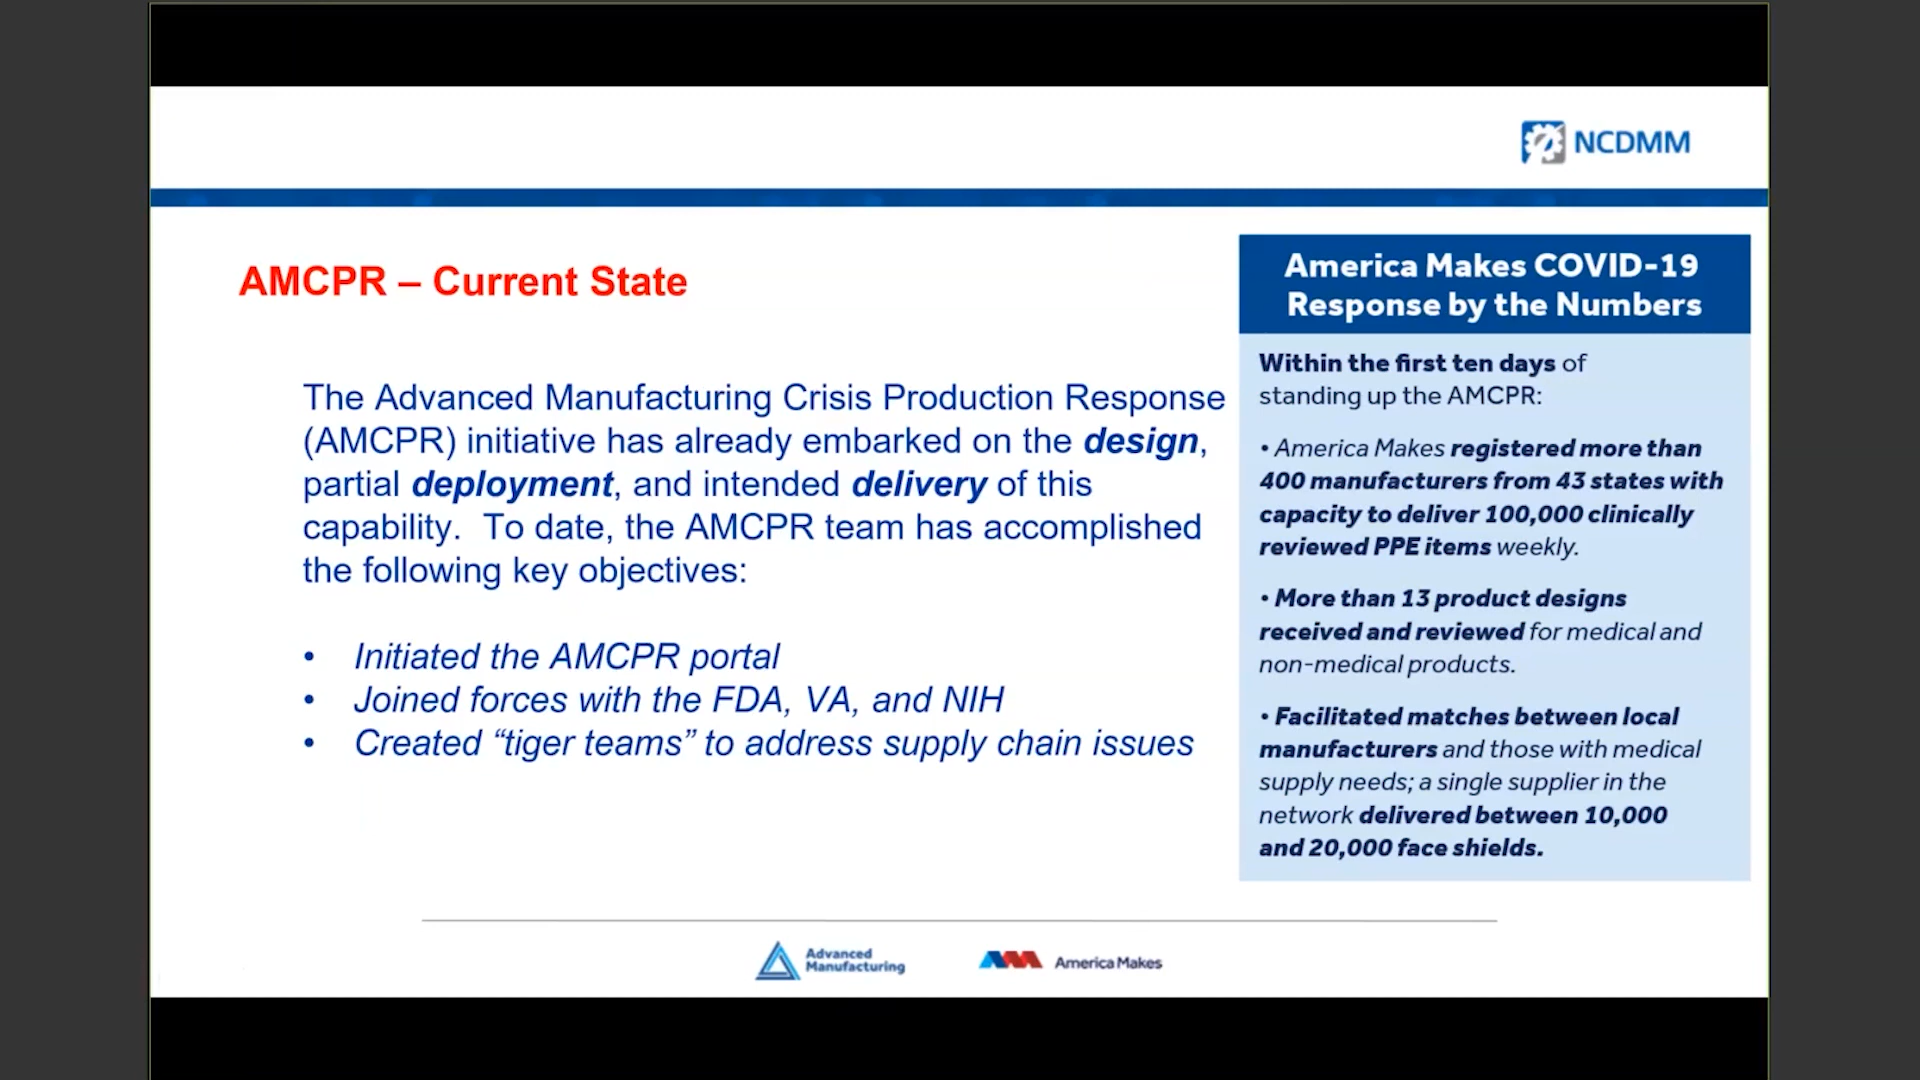 NCDMM
AMCPR – Current State
The Advanced Manufacturing Crisis Production Response
(AMCPR) initiative has already embarked on the design,
partial deployment, and intended delivery of this
capability.  To date, the AMCPR team has accomplished
the following key objectives:
• Initiated the AMCPR portal
• Joined forces with the FDA, VA, and NIH
• Created “tiger teams” to address supply chain issues
America Makes COVID-19
Response by the Numbers
Within the first ten days of
standing up the AMCPR:
• America Makes registered more than
400 manufacturers from 43 states with
capacity to deliver 100,000 clinically
reviewed PPE items weekly.
• More than 13 product designs
received and reviewed for medical and
non-medical products.
• Facilitated matches between local
manufacturers and those with medical
supply needs; a single supplier in the
network delivered between 10,000
and 20,000 face shields.
Advanced
Manufacturing
America Makes